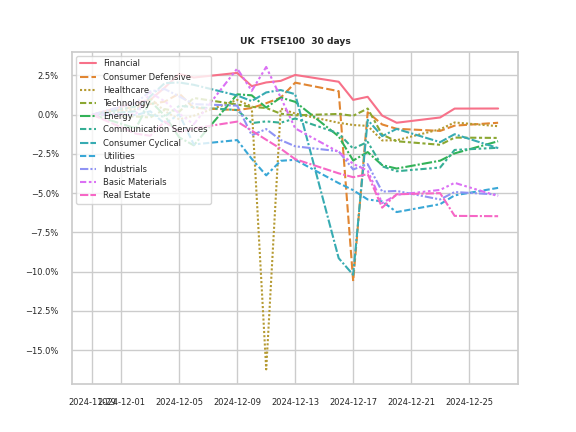 UK  FTSE100  30 days
Financial
Consumer Defensive
Healthcare
Technology
Energy
Communication Services
Consumer Cyclical
Utilities
Industrials
Basic Materials
Real Estate
2.5%
0.0%
−2.5%
−5.0%
−7.5%
−10.0%
−12.5%
−15.0%
2024-11-29 2024-12-01 2024-12-05 2024-12-09 2024-12-13 2024-12-17 2024-12-21 2024-12-25